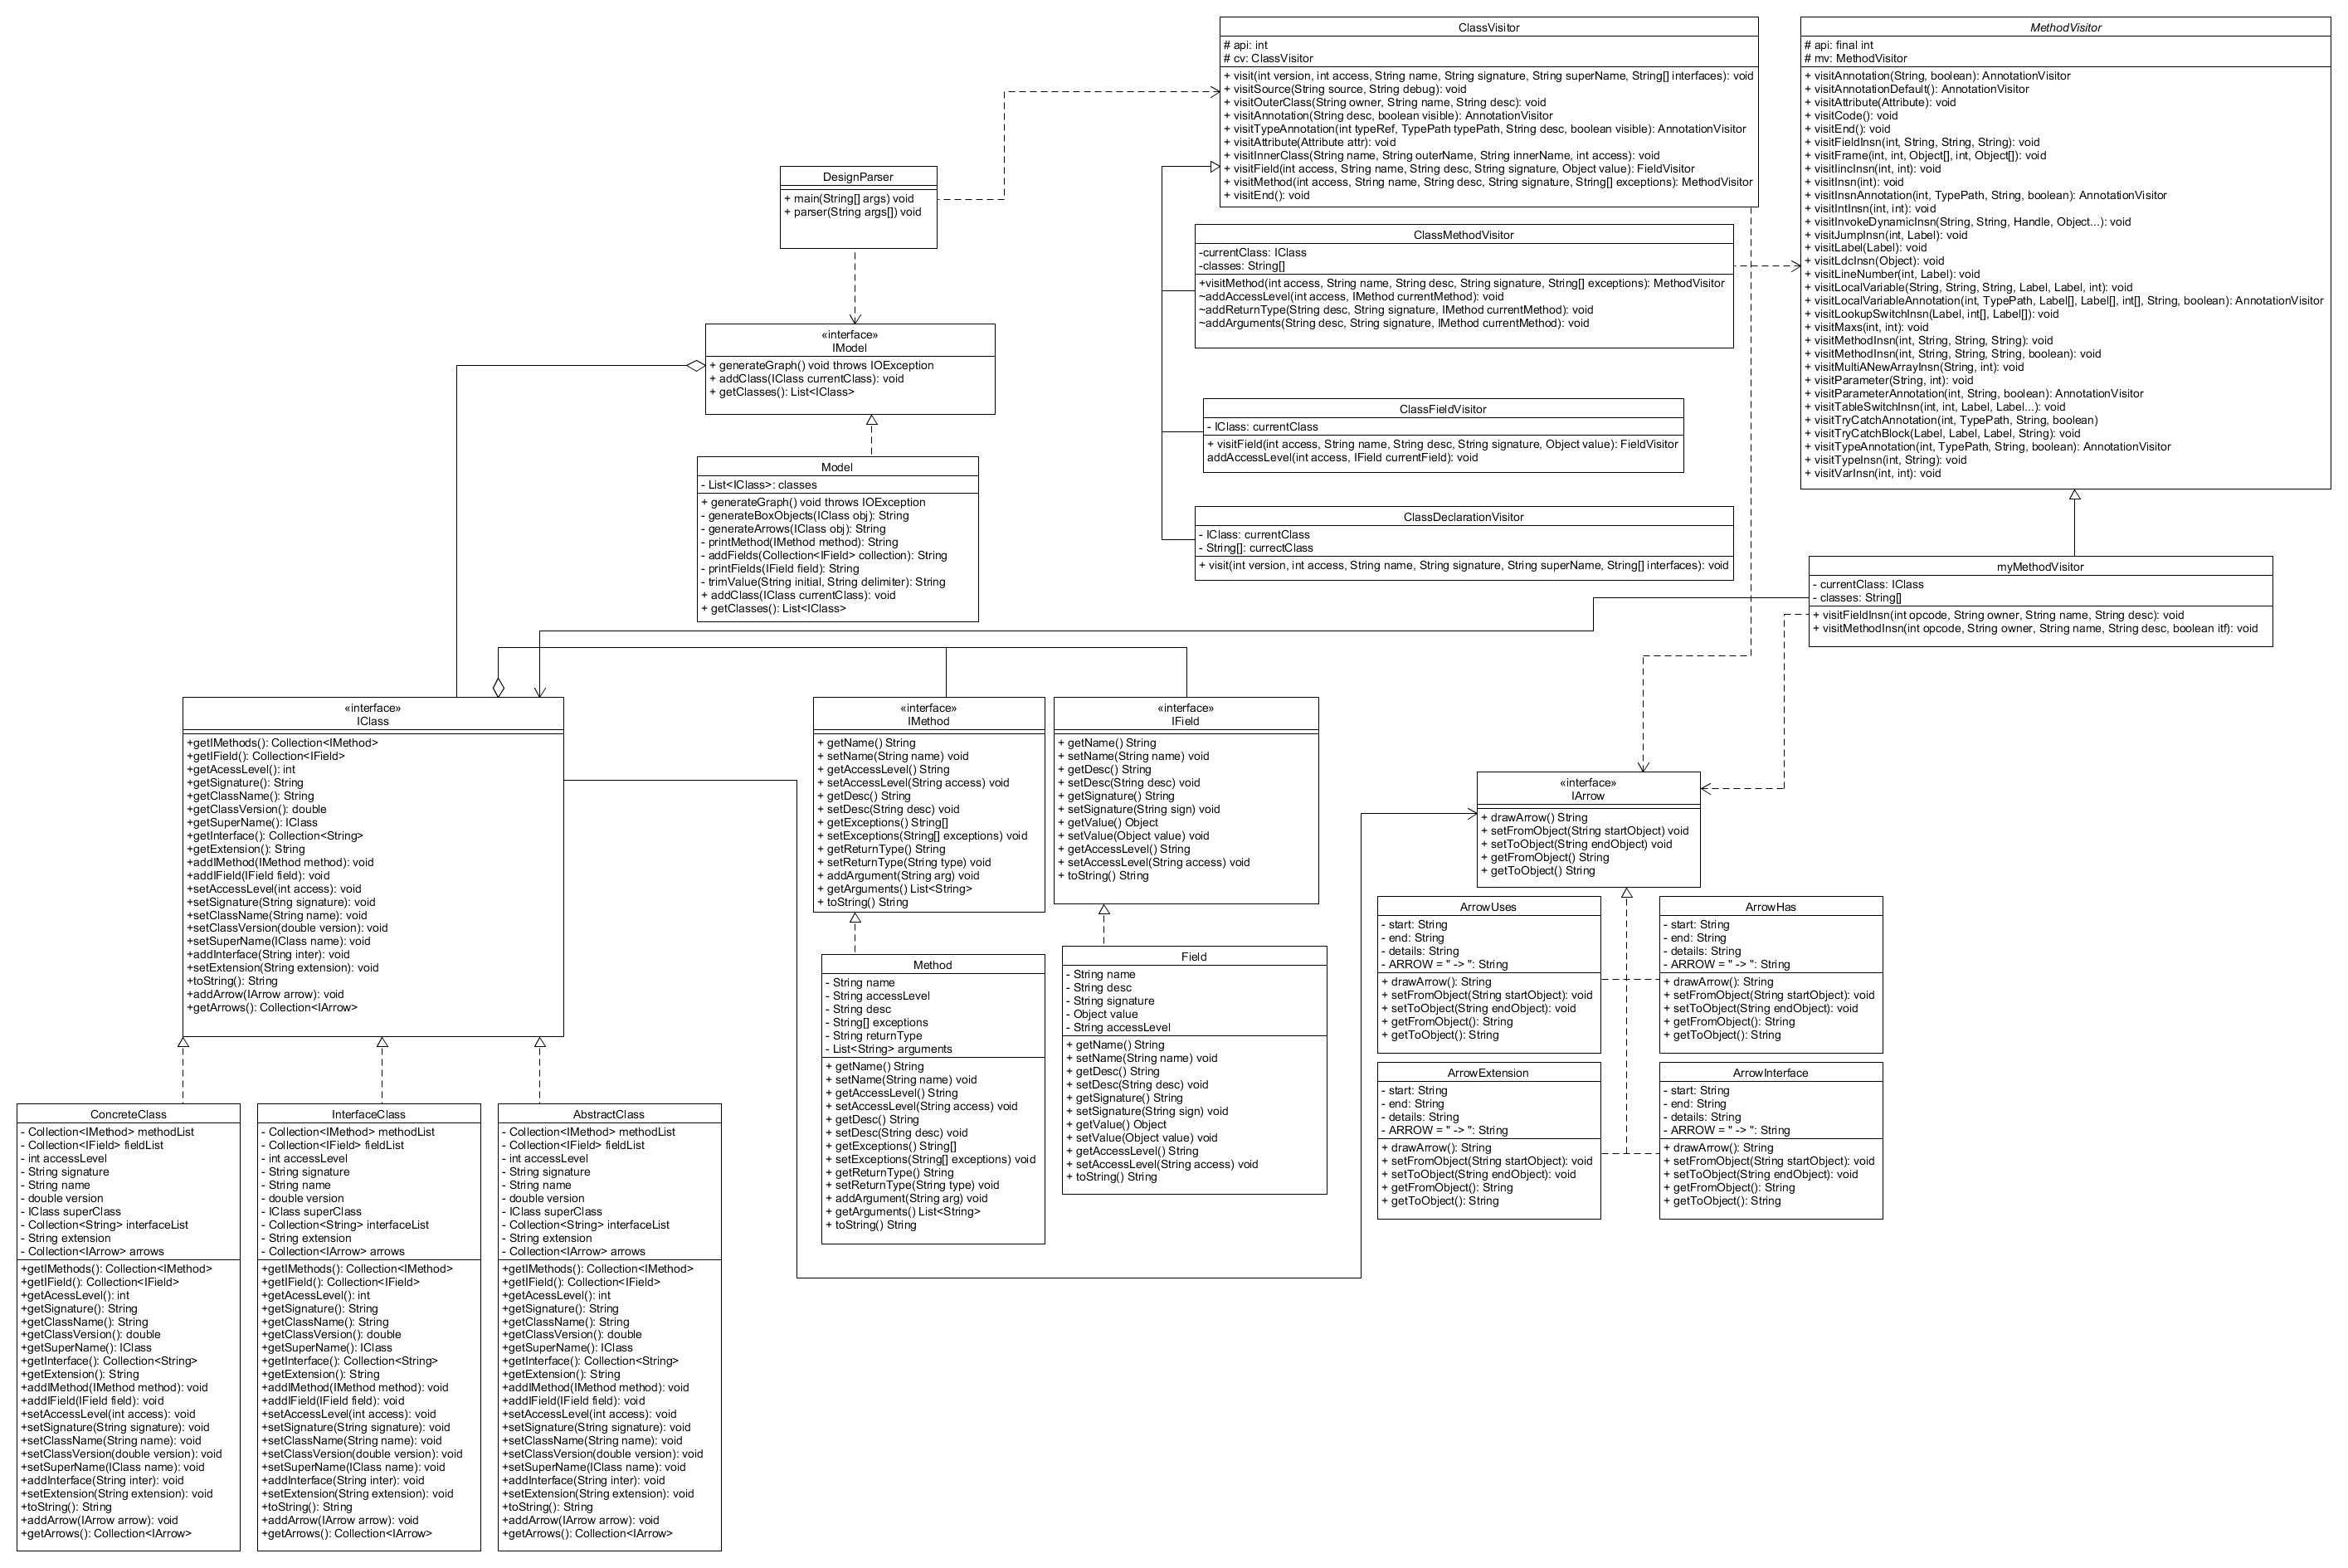 ClassVisitor
# api: int
# cv: ClassVisitor
+ visit(int version, int access, String name, String signature, String superName, String[] interfaces): void
+ visitSource(String source, String debug): void
+ visitOuterClass(String owner, String name, String desc): void
+ visitAnnotation(String desc, boolean visible): AnnotationVisitor
+ visitTypeAnnotation(int typeRef, TypePath typePath, String desc, boolean visible): AnnotationVisitor
+ visitAttribute(Attribute attr): void
+ visitInnerClass(String name, String outerName, String innerName, int access): void
+ visitField(int access, String name, String desc, String signature, Object value): FieldVisitor
+ visitMethod(int access, String name, String desc, String signature, String[] exceptions): MethodVisitor
+ visitEnd(): void
MethodVisitor
# api: final int
# mv: MethodVisitor
+ visitAnnotation(String, boolean): AnnotationVisitor
+ visitAnnotationDefault(): AnnotationVisitor
+ visitAttribute(Attribute): void
+ visitCode(): void
+ visitEnd(): void
+ visitFieldInsn(int, String, String, String): void
+ visitFrame(int, int, Object[], int, Object[]): void
+ visitIincInsn(int, int): void
+ visitInsn(int): void
+ visitInsnAnnotation(int, TypePath, String, boolean): AnnotationVisitor
+ visitIntInsn(int, int): void
+ visitInvokeDynamicInsn(String, String, Handle, Object...): void
+ visitJumpInsn(int, Label): void
+ visitLabel(Label): void
+ visitLdcInsn(Object): void
+ visitLineNumber(int, Label): void
+ visitLocalVariable(String, String, String, Label, Label, int): void
+ visitLocalVariableAnnotation(int, TypePath, Label[], Label[], int[], String, boolean): AnnotationVisitor
+ visitLookupSwitchInsn(Label, int[], Label[]): void
+ visitMaxs(int, int): void
+ visitMethodInsn(int, String, String, String): void
+ visitMethodInsn(int, String, String, String, boolean): void
+ visitMultiANewArrayInsn(String, int): void
+ visitParameter(String, int): void
+ visitParameterAnnotation(int, String, boolean): AnnotationVisitor
+ visitTableSwitchInsn(int, int, Label, Label...): void
+ visitTryCatchAnnotation(int, TypePath, String, boolean)
+ visitTryCatchBlock(Label, Label, Label, String): void
+ visitTypeAnnotation(int, TypePath, String, boolean): AnnotationVisitor
+ visitTypeInsn(int, String): void
+ visitVarInsn(int, int): void
DesignParser
+ main(String[] args) void
+ parser(String args[]) void
ClassMethodVisitor
-currentClass: IClass
-classes: String[]
+visitMethod(int access, String name, String desc, String signature, String[] exceptions): MethodVisitor
~addAccessLevel(int access, IMethod currentMethod): void
~addReturnType(String desc, String signature, IMethod currentMethod): void
~addArguments(String desc, String signature, IMethod currentMethod): void
«interface»
IModel
+ generateGraph() void throws IOException
+ addClass(IClass currentClass): void
+ getClasses(): List<IClass>
ClassFieldVisitor
- IClass: currentClass
+ visitField(int access, String name, String desc, String signature, Object value): FieldVisitor
addAccessLevel(int access, IField currentField): void
Model
- List<IClass>: classes
+ generateGraph() void throws IOException
- generateBoxObjects(IClass obj): String
- generateArrows(IClass obj): String
- printMethod(IMethod method): String
- addFields(Collection<IField> collection): String
- printFields(IField field): String
- trimValue(String initial, String delimiter): String
+ addClass(IClass currentClass): void
+ getClasses(): List<IClass>
ClassDeclarationVisitor
- IClass: currentClass
- String[]: currectClass
+ visit(int version, int access, String name, String signature, String superName, String[] interfaces): void
myMethodVisitor
- currentClass: IClass
- classes: String[]
+ visitFieldInsn(int opcode, String owner, String name, String desc): void
+ visitMethodInsn(int opcode, String owner, String name, String desc, boolean itf): void
«interface»
IClass
+getIMethods(): Collection<IMethod>
+getIField(): Collection<IField>
+getAcessLevel(): int
+getSignature(): String
+getClassName(): String
+getClassVersion(): double
+getSuperName(): IClass
+getInterface(): Collection<String>
+getExtension(): String
+addIMethod(IMethod method): void
+addIField(IField field): void
+setAccessLevel(int access): void
+setSignature(String signature): void
+setClassName(String name): void
+setClassVersion(double version): void
+setSuperName(IClass name): void
+addInterface(String inter): void
+setExtension(String extension): void
+toString(): String
+addArrow(IArrow arrow): void
+getArrows(): Collection<IArrow>
«interface»
IMethod
+ getName() String
+ setName(String name) void
+ getAccessLevel() String
+ setAccessLevel(String access) void
+ getDesc() String
+ setDesc(String desc) void
+ getExceptions() String[]
+ setExceptions(String[] exceptions) void
+ getReturnType() String
+ setReturnType(String type) void
+ addArgument(String arg) void
+ getArguments() List<String>
+ toString() String
«interface»
IField
+ getName() String
+ setName(String name) void
+ getDesc() String
+ setDesc(String desc) void
+ getSignature() String
+ setSignature(String sign) void
+ getValue() Object
+ setValue(Object value) void
+ getAccessLevel() String
+ setAccessLevel(String access) void
+ toString() String
«interface»
IArrow
+ drawArrow() String
+ setFromObject(String startObject) void
+ setToObject(String endObject) void
+ getFromObject() String
+ getToObject() String
ArrowUses
- start: String
- end: String
- details: String
- ARROW = " -> ": String
+ drawArrow(): String
+ setFromObject(String startObject): void
+ setToObject(String endObject): void
+ getFromObject(): String
+ getToObject(): String
ArrowHas
- start: String
- end: String
- details: String
- ARROW = " -> ": String
+ drawArrow(): String
+ setFromObject(String startObject): void
+ setToObject(String endObject): void
+ getFromObject(): String
+ getToObject(): String
Method
- String name
- String accessLevel
- String desc
- String[] exceptions
- String returnType
- List<String> arguments
+ getName() String
+ setName(String name) void
+ getAccessLevel() String
+ setAccessLevel(String access) void
+ getDesc() String
+ setDesc(String desc) void
+ getExceptions() String[]
+ setExceptions(String[] exceptions) void
+ getReturnType() String
+ setReturnType(String type) void
+ addArgument(String arg) void
+ getArguments() List<String>
+ toString() String
Field
- String name
- String desc
- String signature
- Object value
- String accessLevel
+ getName() String
+ setName(String name) void
+ getDesc() String
+ setDesc(String desc) void
+ getSignature() String
+ setSignature(String sign) void
+ getValue() Object
+ setValue(Object value) void
+ getAccessLevel() String
+ setAccessLevel(String access) void
+ toString() String
ArrowExtension
- start: String
- end: String
- details: String
- ARROW = " -> ": String
+ drawArrow(): String
+ setFromObject(String startObject): void
+ setToObject(String endObject): void
+ getFromObject(): String
+ getToObject(): String
ArrowInterface
- start: String
- end: String
- details: String
- ARROW = " -> ": String
+ drawArrow(): String
+ setFromObject(String startObject): void
+ setToObject(String endObject): void
+ getFromObject(): String
+ getToObject(): String
ConcreteClass
- Collection<IMethod> methodList
- Collection<IField> fieldList
- int accessLevel
- String signature
- String name
- double version
- IClass superClass
- Collection<String> interfaceList
- String extension
- Collection<IArrow> arrows
+getIMethods(): Collection<IMethod>
+getIField(): Collection<IField>
+getAcessLevel(): int
+getSignature(): String
+getClassName(): String
+getClassVersion(): double
+getSuperName(): IClass
+getInterface(): Collection<String>
+getExtension(): String
+addIMethod(IMethod method): void
+addIField(IField field): void
+setAccessLevel(int access): void
+setSignature(String signature): void
+setClassName(String name): void
+setClassVersion(double version): void
+setSuperName(IClass name): void
+addInterface(String inter): void
+setExtension(String extension): void
+toString(): String
+addArrow(IArrow arrow): void
+getArrows(): Collection<IArrow>
InterfaceClass
- Collection<IMethod> methodList
- Collection<IField> fieldList
- int accessLevel
- String signature
- String name
- double version
- IClass superClass
- Collection<String> interfaceList
- String extension
- Collection<IArrow> arrows
+getIMethods(): Collection<IMethod>
+getIField(): Collection<IField>
+getAcessLevel(): int
+getSignature(): String
+getClassName(): String
+getClassVersion(): double
+getSuperName(): IClass
+getInterface(): Collection<String>
+getExtension(): String
+addIMethod(IMethod method): void
+addIField(IField field): void
+setAccessLevel(int access): void
+setSignature(String signature): void
+setClassName(String name): void
+setClassVersion(double version): void
+setSuperName(IClass name): void
+addInterface(String inter): void
+setExtension(String extension): void
+toString(): String
+addArrow(IArrow arrow): void
+getArrows(): Collection<IArrow>
AbstractClass
- Collection<IMethod> methodList
- Collection<IField> fieldList
- int accessLevel
- String signature
- String name
- double version
- IClass superClass
- Collection<String> interfaceList
- String extension
- Collection<IArrow> arrows
+getIMethods(): Collection<IMethod>
+getIField(): Collection<IField>
+getAcessLevel(): int
+getSignature(): String
+getClassName(): String
+getClassVersion(): double
+getSuperName(): IClass
+getInterface(): Collection<String>
+getExtension(): String
+addIMethod(IMethod method): void
+addIField(IField field): void
+setAccessLevel(int access): void
+setSignature(String signature): void
+setClassName(String name): void
+setClassVersion(double version): void
+setSuperName(IClass name): void
+addInterface(String inter): void
+setExtension(String extension): void
+toString(): String
+addArrow(IArrow arrow): void
+getArrows(): Collection<IArrow>